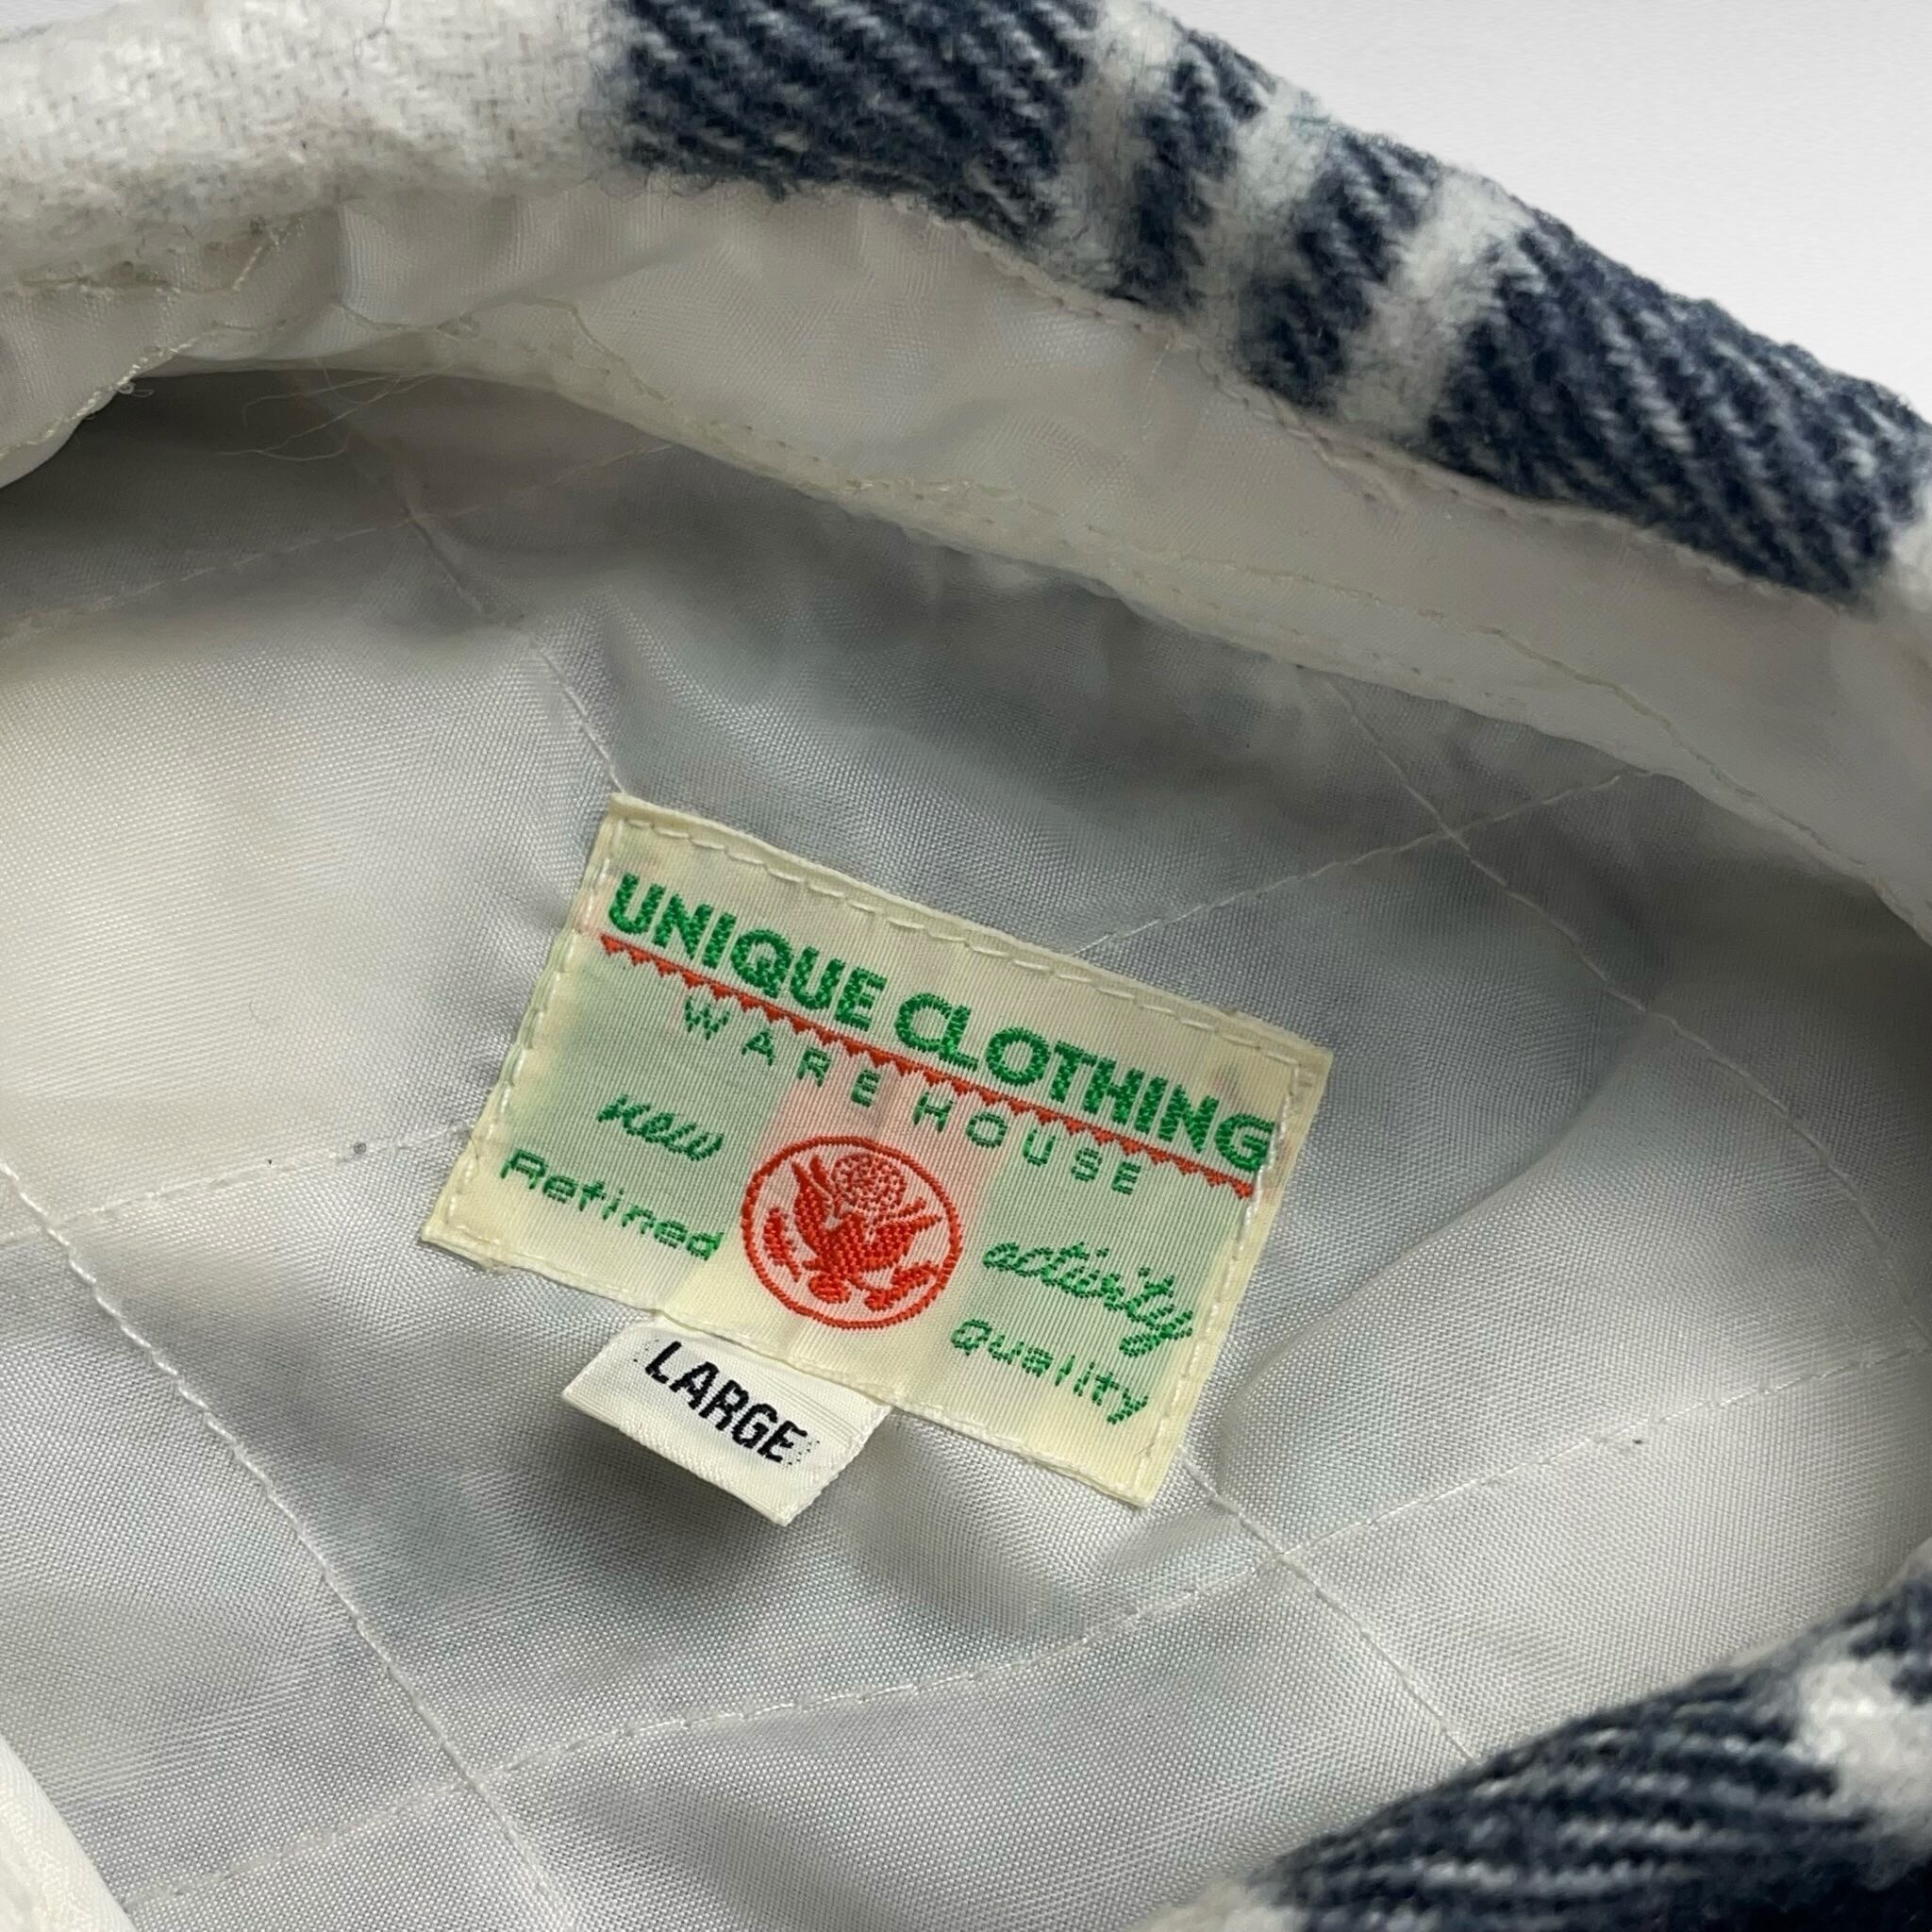 UNIQUE CLOTHING
WAREHOUSE
new activity
Refined Quality
LARGE